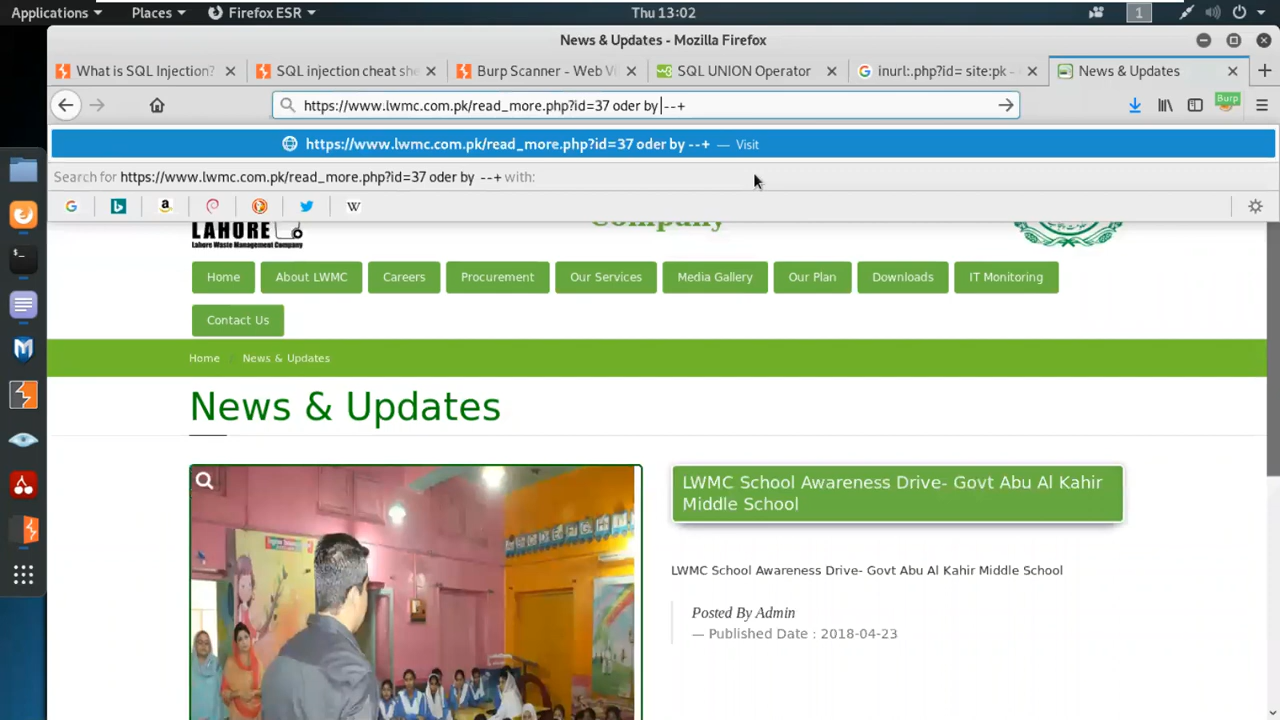 Applications Places Firefox ESR Thu 13:02 1
News & Updates - Mozilla Firefox
What is SQL Injection? SQL injection cheat she Burp Scanner - Web V SQL UNION Operator inurl:.php?id= site:pk - News & Updates
https://www.lwmc.com.pk/read_more.php?id=37 oder by --+ Burp
https://www.lwmc.com.pk/read_more.php?id=37 oder by --+ — Visit
Search for https://www.lwmc.com.pk/read_more.php?id=37 oder by --+ with:
LAHORE
Lahore Waste Management Company
Company
Home About LWMC Careers Procurement Our Services Media Gallery Our Plan Downloads IT Monitoring
Contact Us
Home News & Updates
News & Updates
LWMC School Awareness Drive- Govt Abu Al Kahir
Middle School
LWMC School Awareness Drive- Govt Abu Al Kahir Middle School
Posted By Admin
— Published Date : 2018-04-23